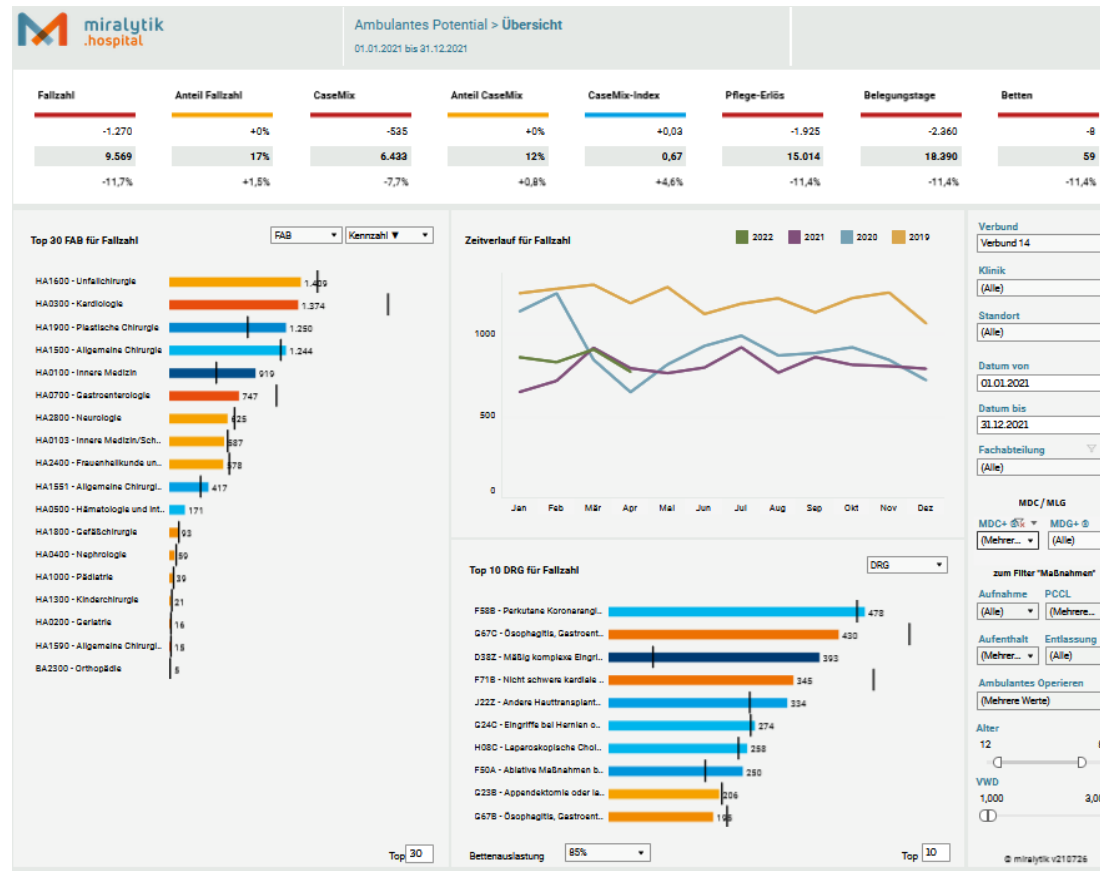 miralytik
.hospital
Ambulantes Potential > Übersicht
01.01.2021 bis 31.12.2021
Fallzahl Anteil Fallzahl CaseMix Anteil CaseMix CaseMix-Index Pflege-Erlös Belegungstage Betten
-1.270 +0% -535 +0% +0,03 -1.925 -2.360 -8
9.569 17% 6.433 12% 0,67 15.014 18.390 59
-11,7% +1,5% -7,7% +0,8% +4,6% -11,4% -11,4% -11,4%
Top 30 FAB für Fallzahl
FAB Kennzahl ▼
HA1600 - Unfallchirurgie 1.409
HA0300 - Kardiologie 1.374
HA1900 - Plastische Chirurgie 1.250
HA1500 - Allgemeine Chirurgie 1.244
HA0100 - Innere Medizin 919
HA0700 - Gastroenterologie 747
HA2800 - Neurologie 625
HA0103 - Innere Medizin/Sch.. 587
HA2400 - Frauenheilkunde un.. 578
HA1551 - Allgemeine Chirurgi.. 417
HA0500 - Hämatologie und int.. 171
HA1800 - Gefäßchirurgie 93
HA0400 - Nephrologie 59
HA1000 - Pädiatrie 39
HA1300 - Kinderchirurgie 21
HA0200 - Geriatrie 16
HA1590 - Allgemeine Chirurgi.. 15
BA2300 - Orthopädie 5
Top 30
Zeitverlauf für Fallzahl
2022 2021 2020 2019
1000
500
0
Jan Feb Mär Apr Mai Jun Jul Aug Sep Okt Nov Dez
Top 10 DRG für Fallzahl
DRG
F58B - Perkutane Koronarangi.. 478
G67C - Ösophagitis, Gastroent.. 430
D38Z - Mäßig komplexe Eingri.. 393
F71B - Nicht schwere kardiale .. 345
J22Z - Andere Hauttransplant.. 334
G24C - Eingriffe bei Hernien o.. 274
H08C - Laparoskopische Chol.. 258
F50A - Ablative Maßnahmen b.. 250
G23B - Appendektomie oder la.. 206
G67B - Ösophagitis, Gastroent..
Bettenauslastung 85%
Top 10
Verbund
Verbund 14
Klinik
(Alle)
Standort
(Alle)
Datum von
01.01.2021
Datum bis
31.12.2021
Fachabteilung
(Alle)
MDC / MLG
MDC+ MDG+
(Mehrer... (Alle)
zum Filter "Maßnahmen"
Aufnahme PCCL
(Alle) (Mehrere...
Aufenthalt Entlassung
(Mehrer... (Alle)
Ambulantes Operieren
(Mehrere Werte)
Alter
12
VWD
1,000 3,0
© miralytik v210726